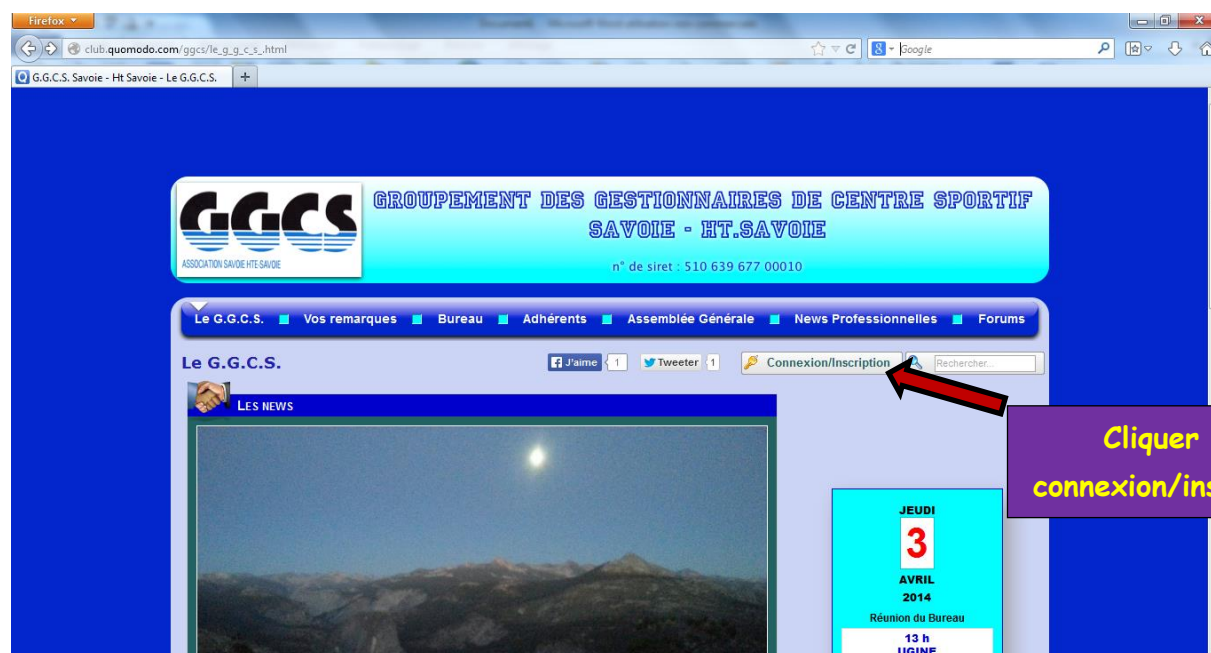 Firefox
club.quomodo.com/ggcs/le_g_g_c_s_.html
Google
G.G.C.S. Savoie - Ht Savoie - Le G.G.C.S.
GGCS
ASSOCIATION SAVOIE HTE-SAVOIE
GROUPEMENT DES GESTIONNAIRES DE CENTRE SPORTIF
SAVOIE - HT.SAVOIE
n° de siret : 510 639 677 00010
Le G.G.C.S. Vos remarques Bureau Adhérents Assemblée Générale News Professionnelles Forums
Le G.G.C.S.
J'aime 1 Tweeter 1 Connexion/Inscription Rechercher...
LES NEWS
Cliquer
connexion/ins
JEUDI
3
AVRIL
2014
Réunion du Bureau
13 h
UGINE